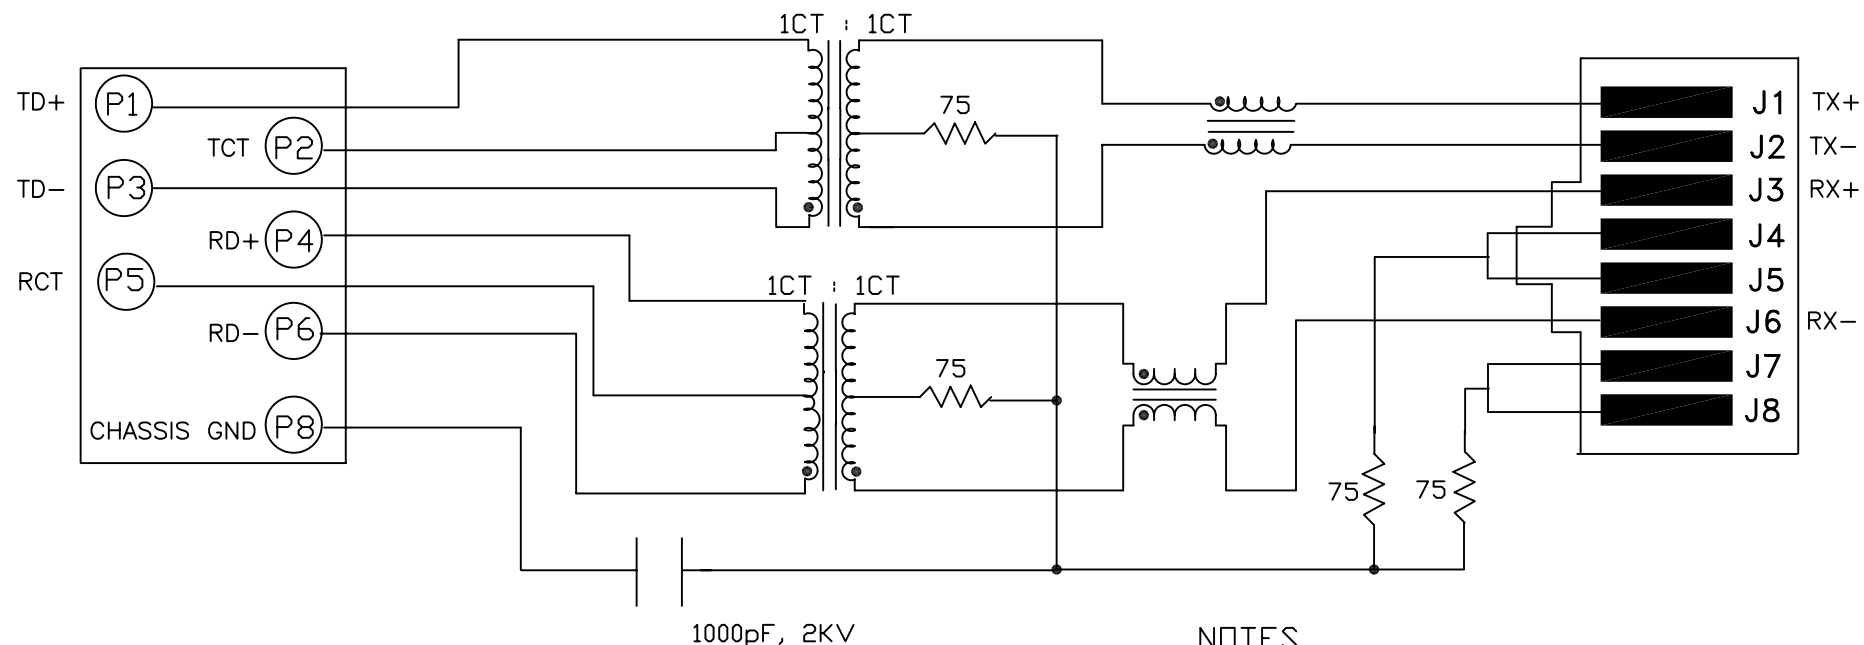 1CT : 1CT
TD+ P1
TCT P2
TD- P3
RD+ P4
RCT P5
RD- P6
CHASSIS GND P8
75
1CT : 1CT
75
J1 TX+
J2 TX-
J3 RX+
J4
J5
J6 RX-
J7
J8
75
75
1000pF, 2KV
NOTES